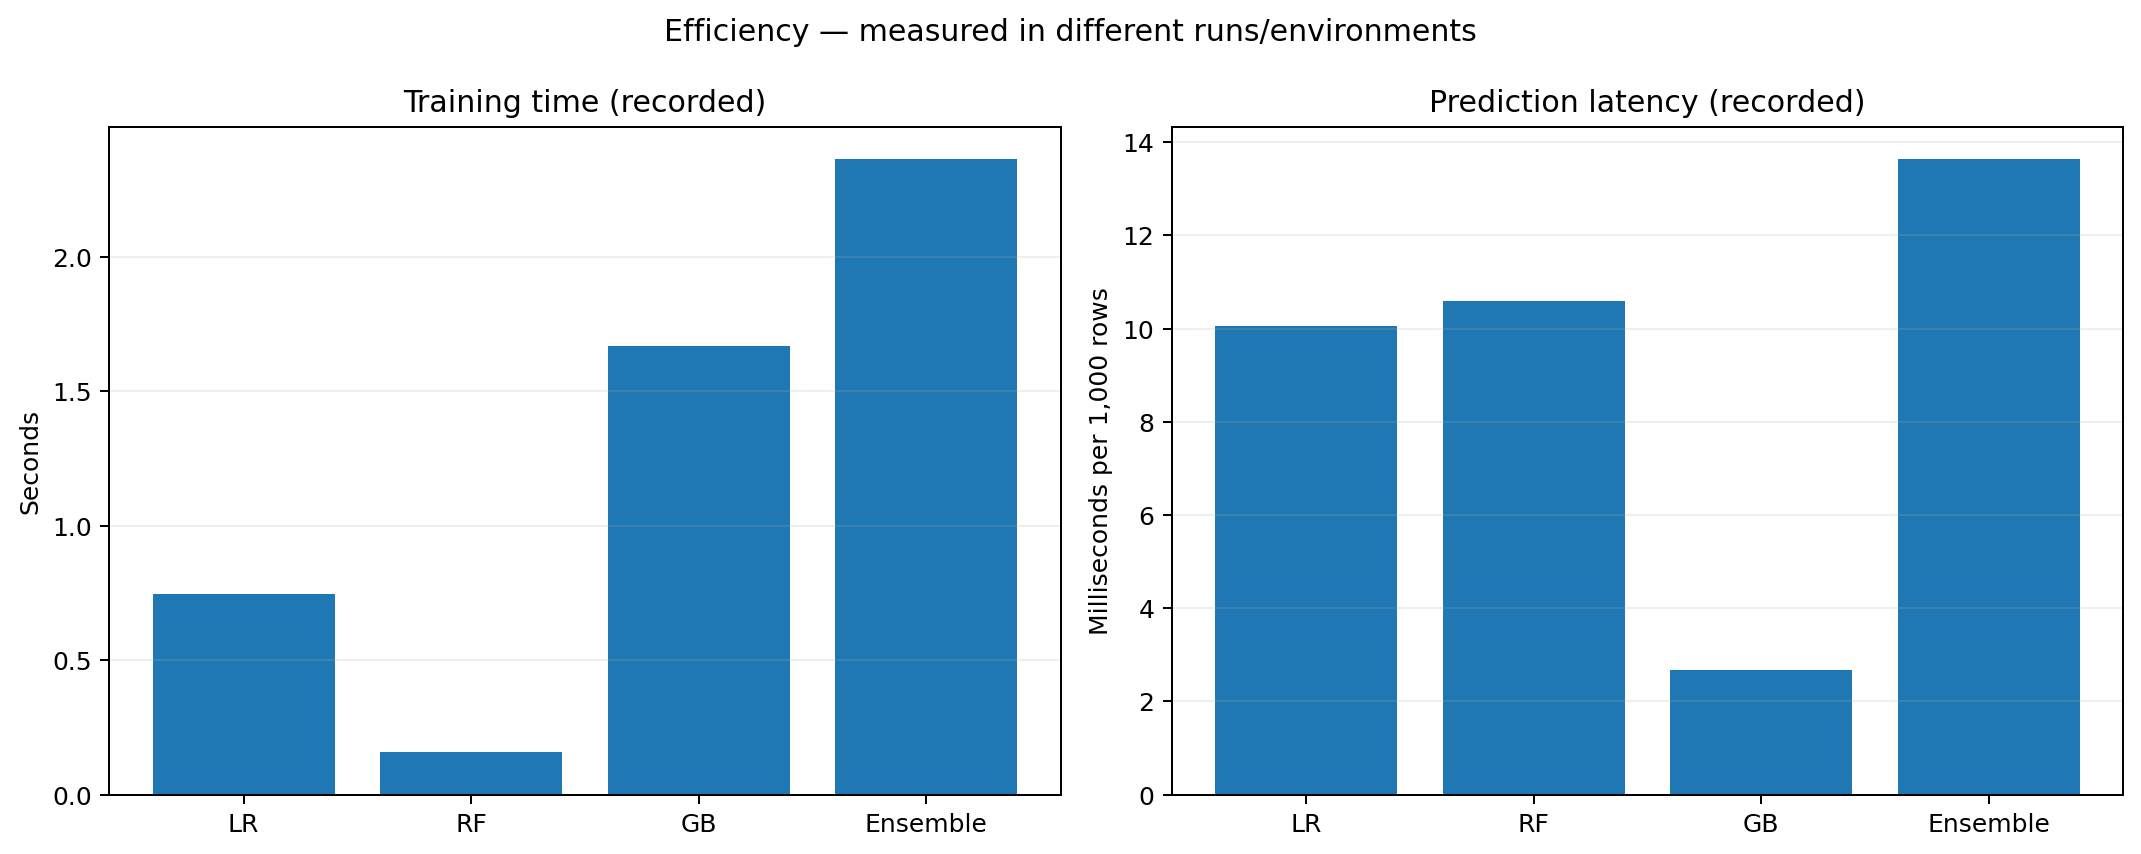 Efficiency — measured in different runs/environments
Training time (recorded)
Seconds
2.0
1.5
1.0
0.5
0.0
LR RF GB Ensemble
Prediction latency (recorded)
Milliseconds per 1,000 rows
14
12
10
8
6
4
2
0
LR RF GB Ensemble